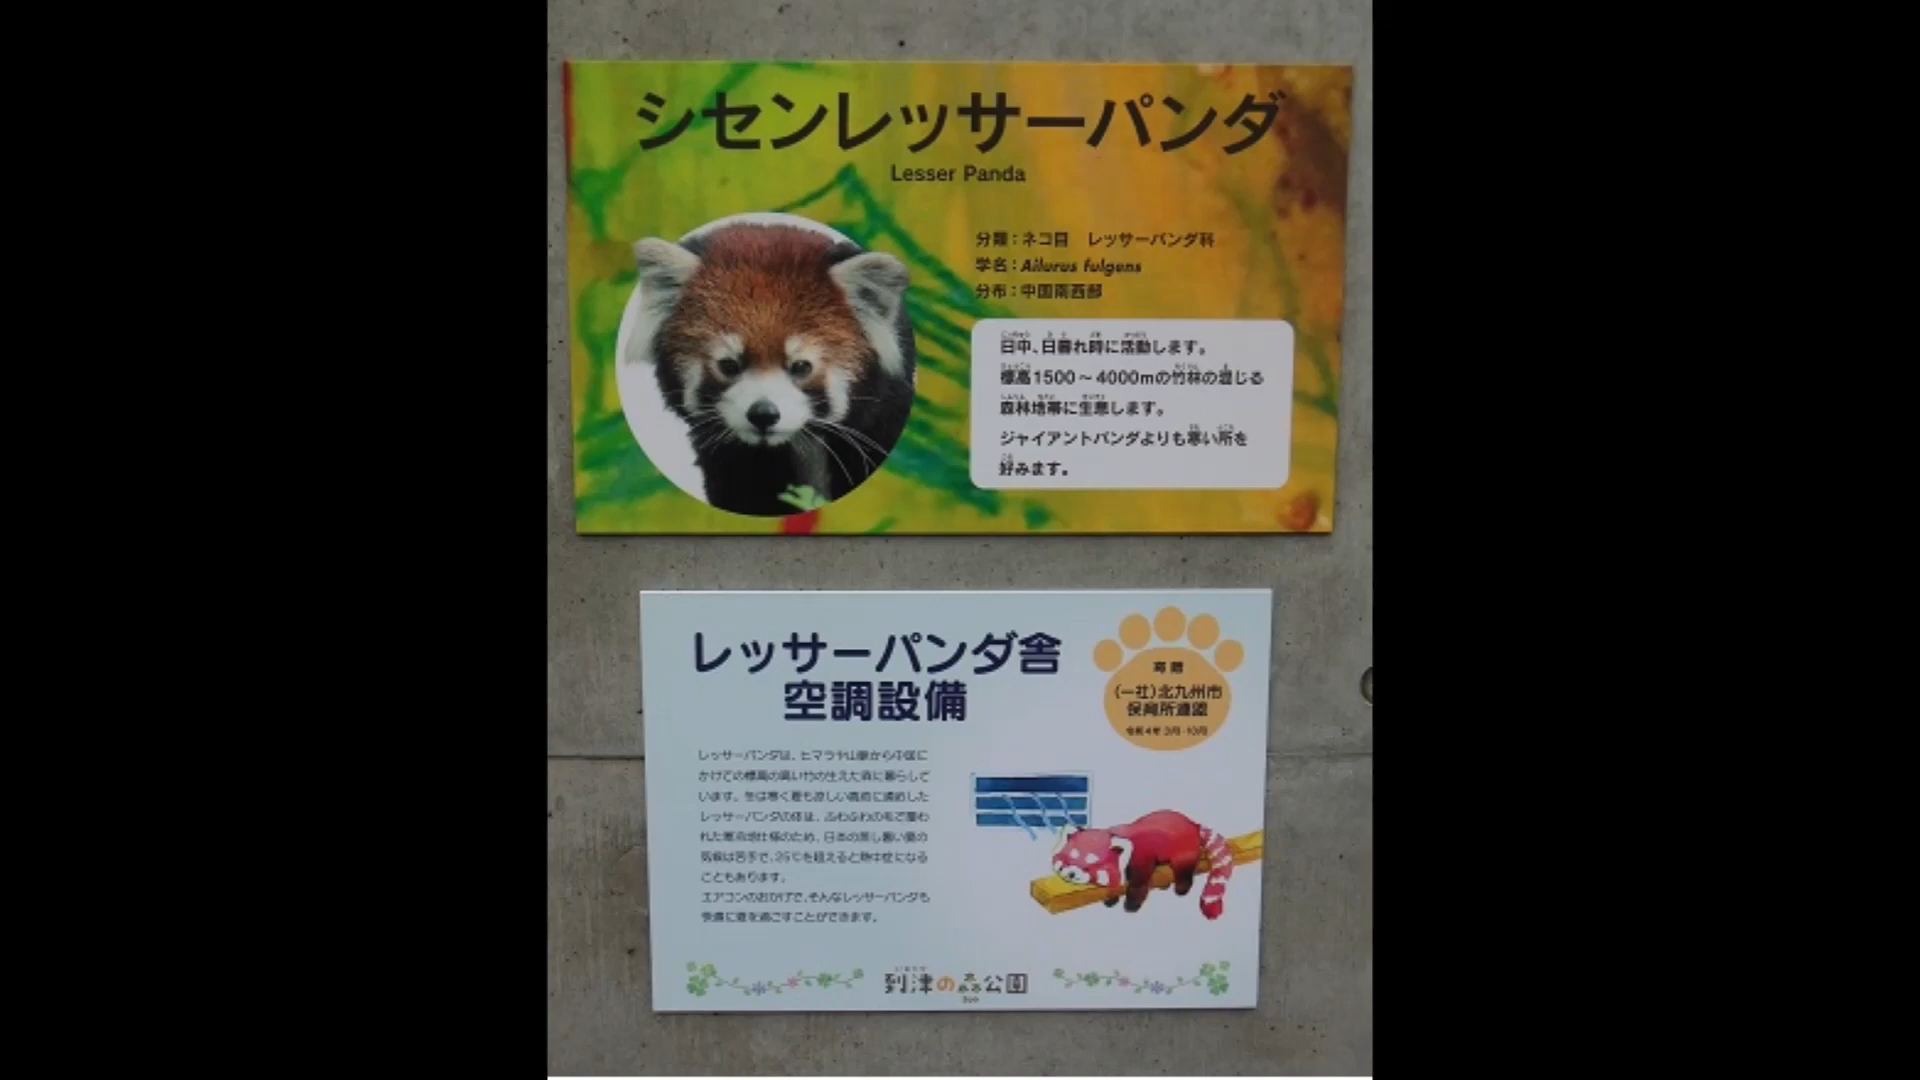 シセンレッサーパンダ
Lesser Panda
分類：ネコ目　レッサーパンダ科
学名：Ailurus fulgens
分布：中国南西部
日中、日暮れ時に活動します。
標高1500～4000mの竹林の混じる
森林地帯に生息します。
ジャイアントパンダよりも寒い所を
好みます。
レッサーパンダ舎
空調設備
寄贈
（一社）北九州市
保育所連盟
令和4年 3月·10月
レッサーパンダは、ヒマラヤ山脈から中国に
かけての標高の高い竹の生えた森に暮らして
います。冬は寒く夏も涼しい高地に適応した
レッサーパンダの体は、ふわふわの毛で覆わ
れた寒冷地仕様のため、日本の蒸し暑い夏の
気候は苦手で、25℃を超えると熱中症になる
こともあります。
エアコンのおかげで、そんなレッサーパンダも
快適に夏を過ごすことができます。
到津の森公園